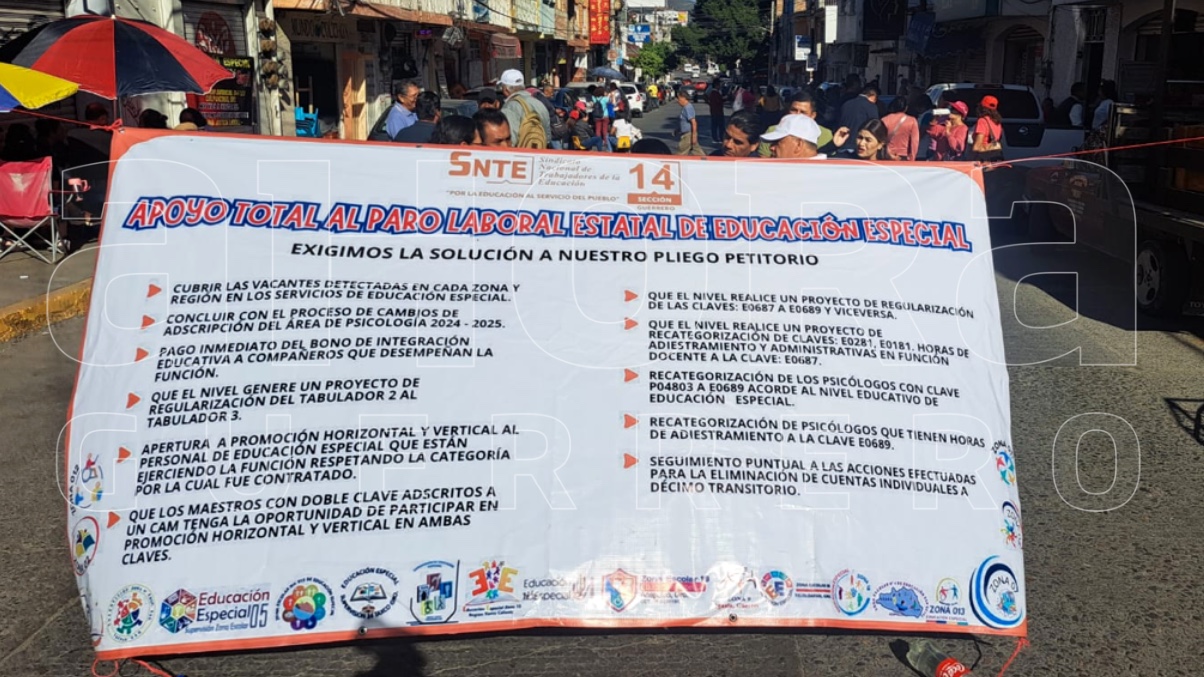 SNTE
Sindicato
Nacional de
Trabajadores de la
Educación
"POR LA EDUCACIÓN AL SERVICIO DEL PUEBLO"
14
SECCIÓN
GUERRERO
APOYO TOTAL AL PARO LABORAL ESTATAL DE EDUCACIÓN ESPECIAL
EXIGIMOS LA SOLUCIÓN A NUESTRO PLIEGO PETITORIO
CUBRIR LAS VACANTES DETECTADAS EN CADA ZONA Y
REGIÓN EN LOS SERVICIOS DE EDUCACIÓN ESPECIAL.
CONCLUIR CON EL PROCESO DE CAMBIOS DE
ADSCRIPCIÓN DEL ÁREA DE PSICOLOGÍA 2024 - 2025.
PAGO INMEDIATO DEL BONO DE INTEGRACIÓN
EDUCATIVA A COMPAÑEROS QUE DESEMPEÑAN LA
FUNCIÓN.
QUE EL NIVEL GENERE UN PROYECTO DE
REGULARIZACIÓN DEL TABULADOR 2 AL
TABULADOR 3.
APERTURA A PROMOCIÓN HORIZONTAL Y VERTICAL AL
PERSONAL DE EDUCACIÓN ESPECIAL QUE ESTÁN
EJERCIENDO LA FUNCIÓN RESPETANDO LA CATEGORÍA
POR LA CUAL FUE CONTRATADO.
QUE LOS MAESTROS CON DOBLE CLAVE ADSCRITOS A
UN CAM TENGA LA OPORTUNIDAD DE PARTICIPAR EN
PROMOCIÓN HORIZONTAL Y VERTICAL EN AMBAS
CLAVES.
QUE EL NIVEL REALICE UN PROYECTO DE REGULARIZACIÓN
DE LAS CLAVES: E0687 A E0689 Y VICEVERSA.
QUE EL NIVEL REALICE UN PROYECTO DE
RECATEGORIZACIÓN DE CLAVES: E0281, E0181. HORAS DE
ADIESTRAMIENTO Y ADMINISTRATIVAS EN FUNCIÓN
DOCENTE A LA CLAVE: E0687.
RECATEGORIZACIÓN DE LOS PSICÓLOGOS CON CLAVE
P04803 A E0689 ACORDE AL NIVEL EDUCATIVO DE
EDUCACIÓN ESPECIAL.
RECATEGORIZACIÓN DE PSICÓLOGOS QUE TIENEN HORAS
DE ADIESTRAMIENTO A LA CLAVE E0689.
SEGUIMIENTO PUNTUAL A LAS ACCIONES EFECTUADAS
PARA LA ELIMINACIÓN DE CUENTAS INDIVIDUALES A
DÉCIMO TRANSITORIO.
Educación
Especial 05
Supervisión Zona Escolar
EDUCACIÓN ESPECIAL
Educación
Especial
ZONA 013
ahora
GUERRERO